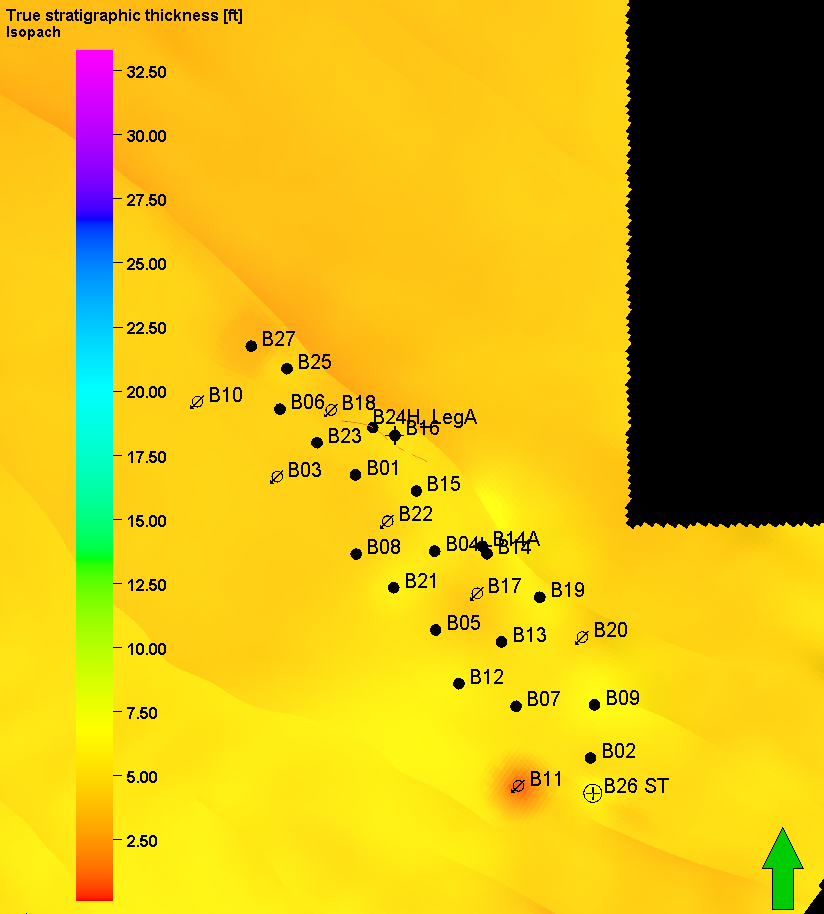 True stratigraphic thickness [ft]
Isopach
32.50
30.00
27.50
25.00
22.50
20.00
17.50
15.00
12.50
10.00
7.50
5.00
2.50
B27
B25
B10
B06
B18
B24H_LegA
B16
B23
B03
B01
B15
B22
B14A
B04
B14
B08
B21
B17
B19
B05
B13
B20
B12
B07
B09
B02
B11
B26 ST